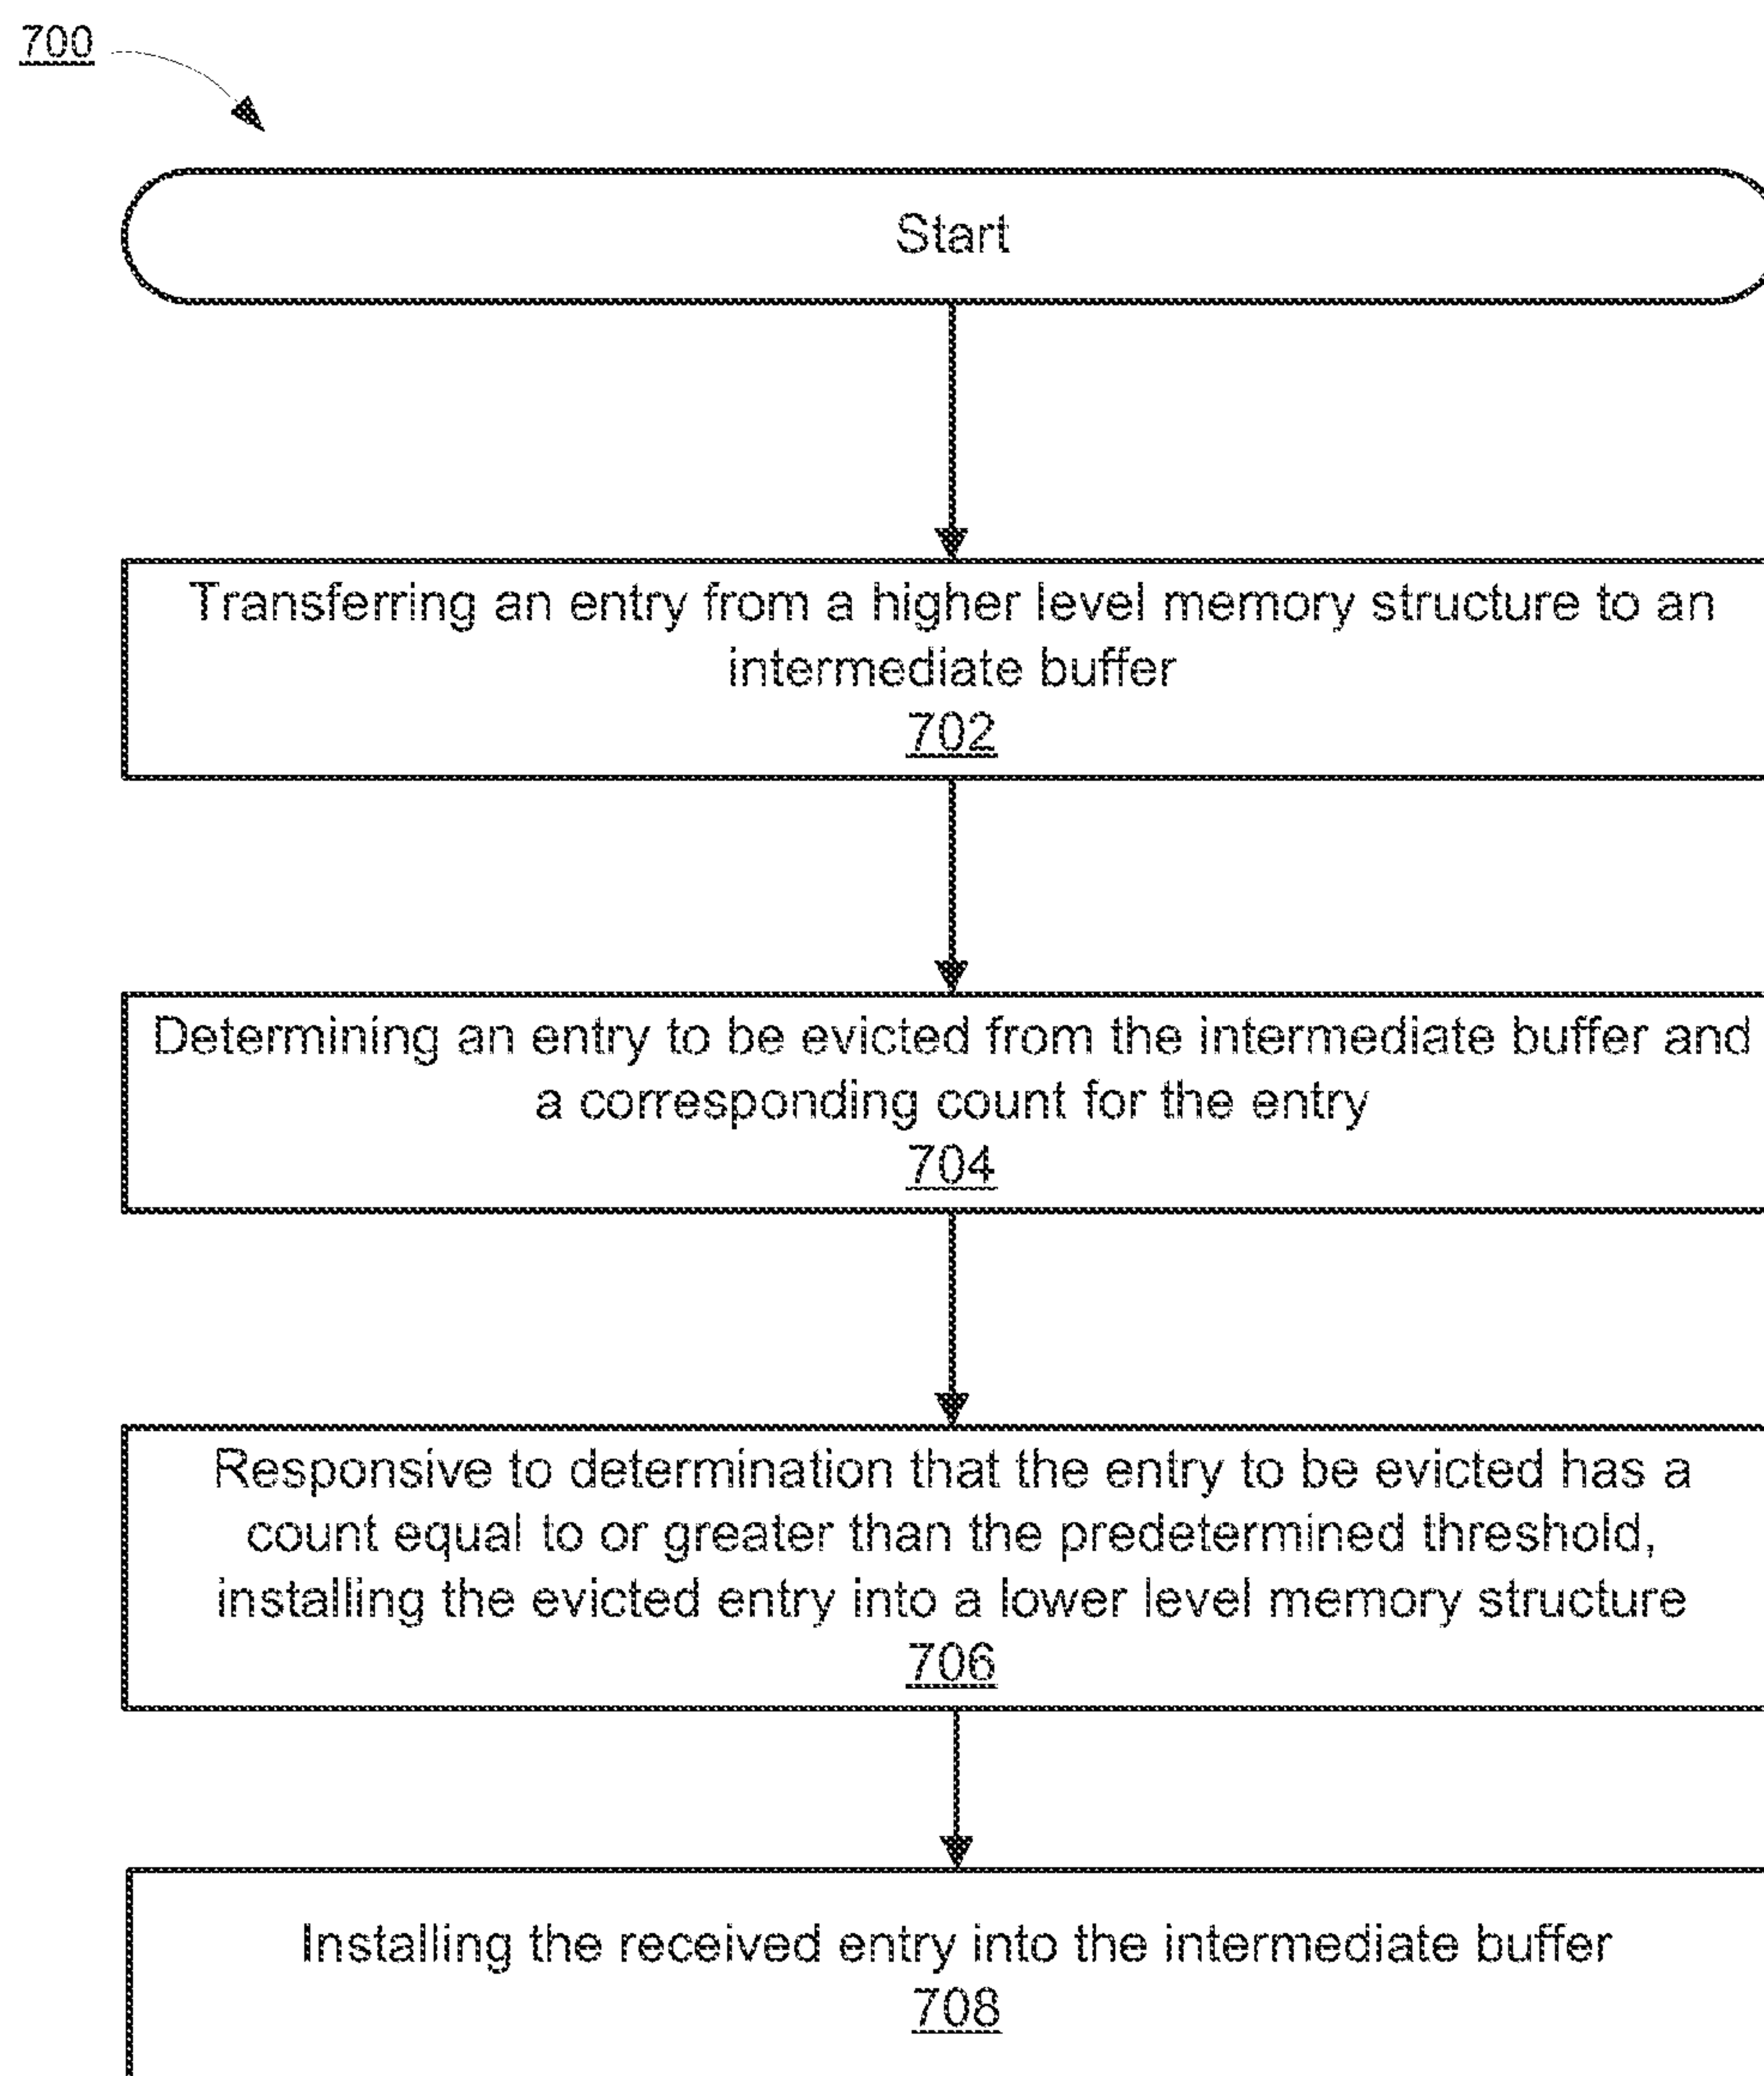 700
Start
Transferring an entry from a higher level memory structure to an
intermediate buffer
702
Determining an entry to be evicted from the intermediate buffer and
a corresponding count for the entry
704
Responsive to determination that the entry to be evicted has a
count equal to or greater than the predetermined threshold,
installing the evicted entry into a lower level memory structure
706
Installing the received entry into the intermediate buffer
708